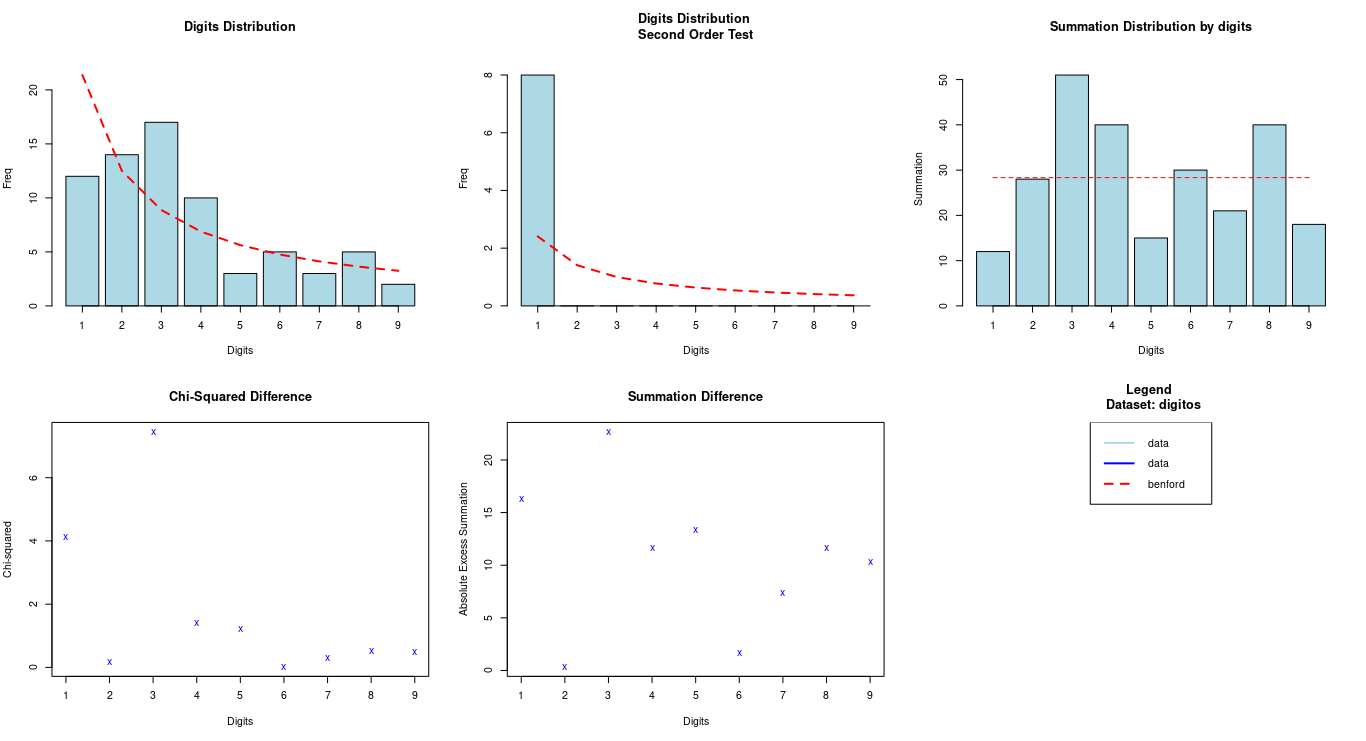 Digits Distribution
Freq
0 5 10 15 20
1 2 3 4 5 6 7 8 9
Digits
Digits Distribution
Second Order Test
Freq
0 2 4 6 8
1 2 3 4 5 6 7 8 9
Digits
Summation Distribution by digits
Summation
0 10 20 30 40 50
1 2 3 4 5 6 7 8 9
Digits
Chi-Squared Difference
Chi-squared
0 2 4 6
x x x x x x x x x
1 2 3 4 5 6 7 8 9
Digits
Summation Difference
Absolute Excess Summation
0 5 10 15 20
x x x x x x x x x
1 2 3 4 5 6 7 8 9
Digits
Legend
Dataset: digitos
data
data
benford